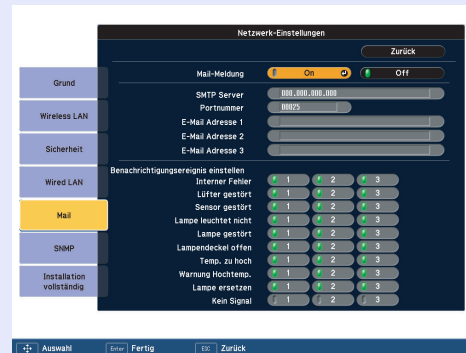 Netzwerk-Einstellungen
Zurück
Grund
Wireless LAN
Sicherheit
Wired LAN
Mail
SNMP
Installation
vollständig
Mail-Meldung On Off
SMTP Server 000.000.000.000
Portnummer 00025
E-Mail Adresse 1
E-Mail Adresse 2
E-Mail Adresse 3
Benachrichtigungsereignis einstellen
Interner Fehler 1 2 3
Lüfter gestört 1 2 3
Sensor gestört 1 2 3
Lampe leuchtet nicht 1 2 3
Lampe gestört 1 2 3
Lampendeckel offen 1 2 3
Temp. zu hoch 1 2 3
Warnung Hochtemp. 1 2 3
Lampe ersetzen 1 2 3
Kein Signal 1 2 3
Auswahl Enter Fertig ESC Zurück